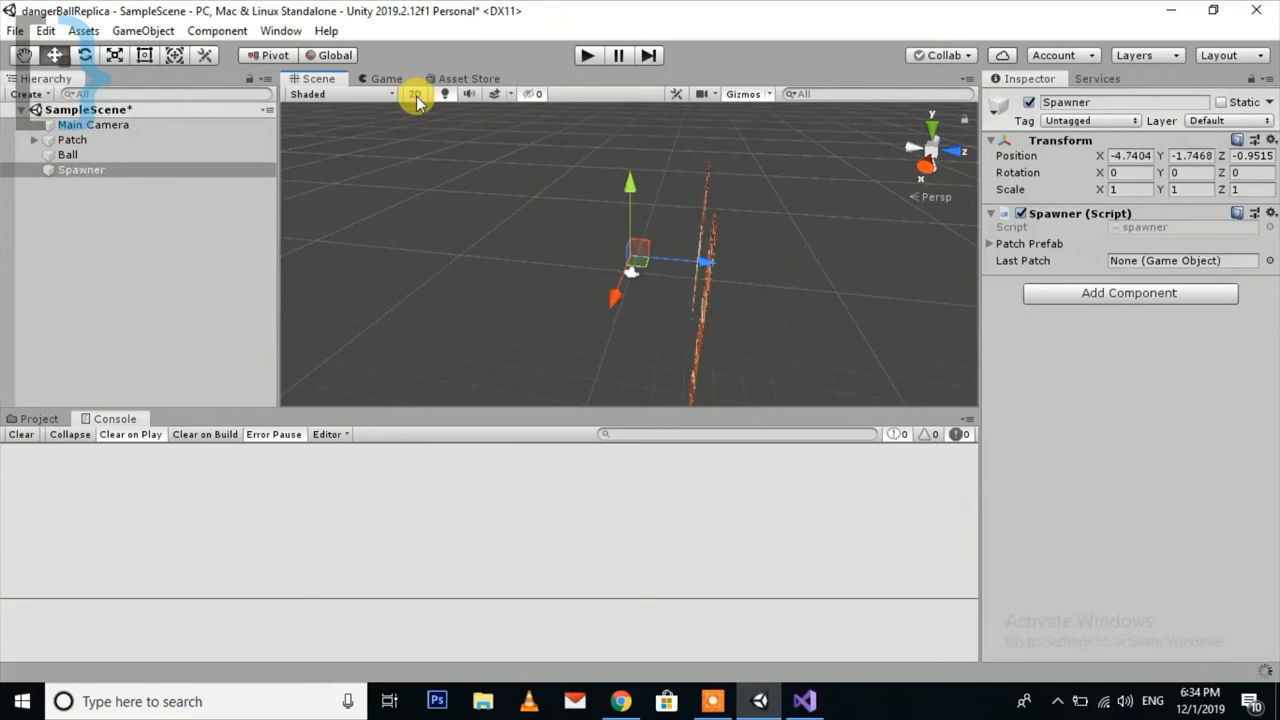 dangerBallReplica - SampleScene - PC, Mac & Linux Standalone - Unity 2019.2.12f1 Personal* <DX11>
File Edit Assets GameObject Component Window Help
Pivot Global Collab Account Layers Layout
Hierarchy Scene Game Asset Store Inspector Services
Create All Shaded 2D 0 Gizmos All Spawner Static
SampleScene*
Tag Untagged Layer Default
Main Camera
Patch
Ball
Spawner
y
z
x
Persp
Transform
Position X -4.7404 Y -1.7468 Z -0.9515
Rotation X 0 Y 0 Z 0
Scale X 1 Y 1 Z 1
Spawner (Script)
Script spawner
Patch Prefab
Last Patch None (Game Object)
Add Component
Project Console
Clear Collapse Clear on Play Clear on Build Error Pause Editor 0 0 0
Activate Windows
Go to Settings to activate Windows.
Type here to search
Ps
ENG
6:34 PM
12/1/2019
10